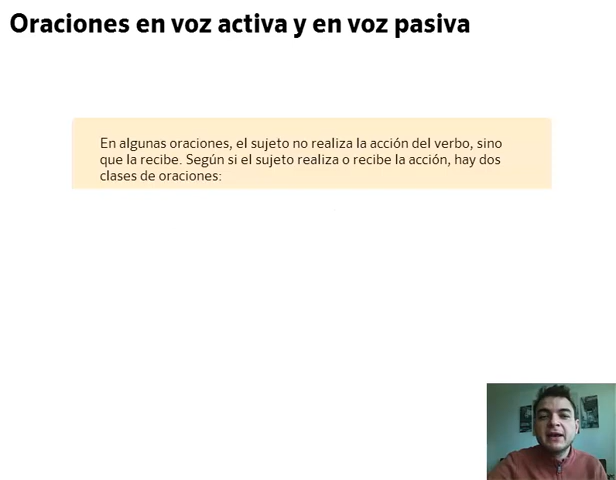 Oraciones en voz activa y en voz pasiva
En algunas oraciones, el sujeto no realiza la acción del verbo, sino
que la recibe. Según si el sujeto realiza o recibe la acción, hay dos
clases de oraciones: